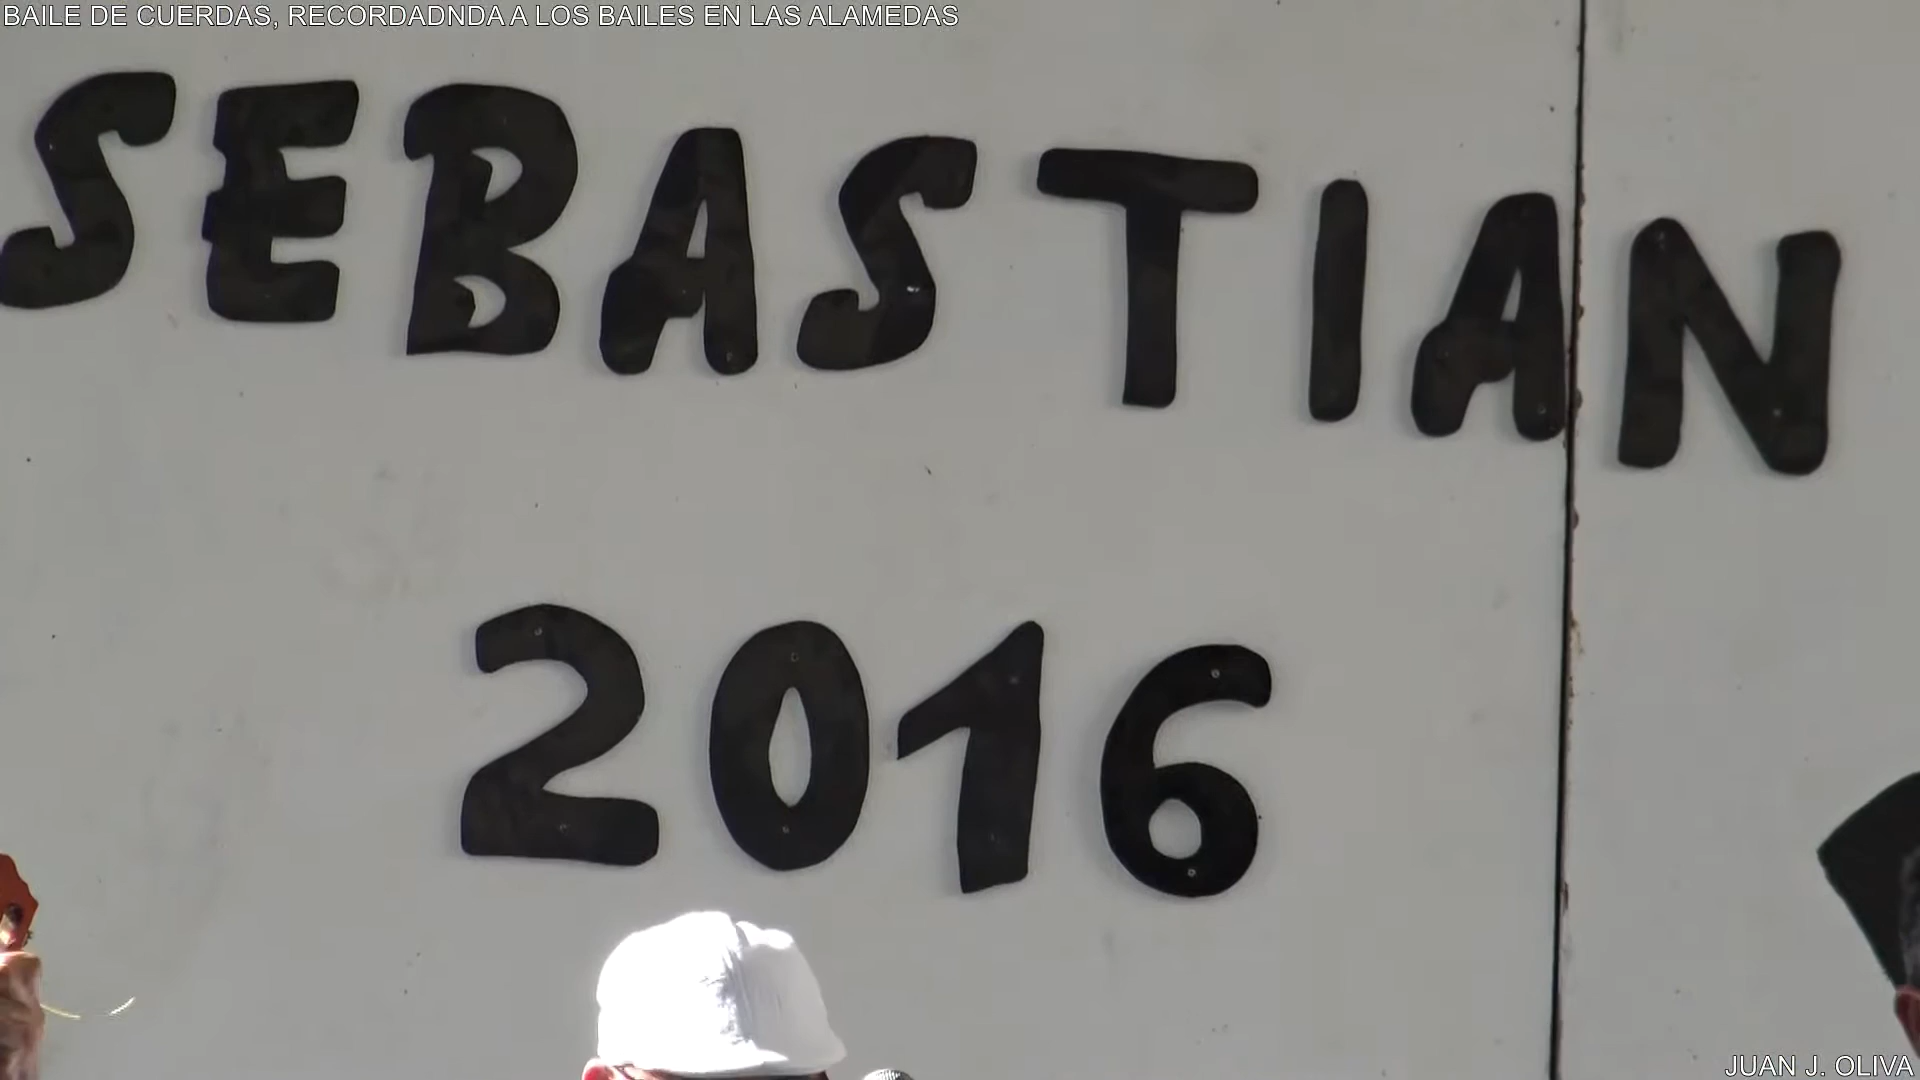 BAILE DE CUERDAS, RECORDADNDA A LOS BAILES EN LAS ALAMEDAS
SEBASTIAN
2016
JUAN J. OLIVA